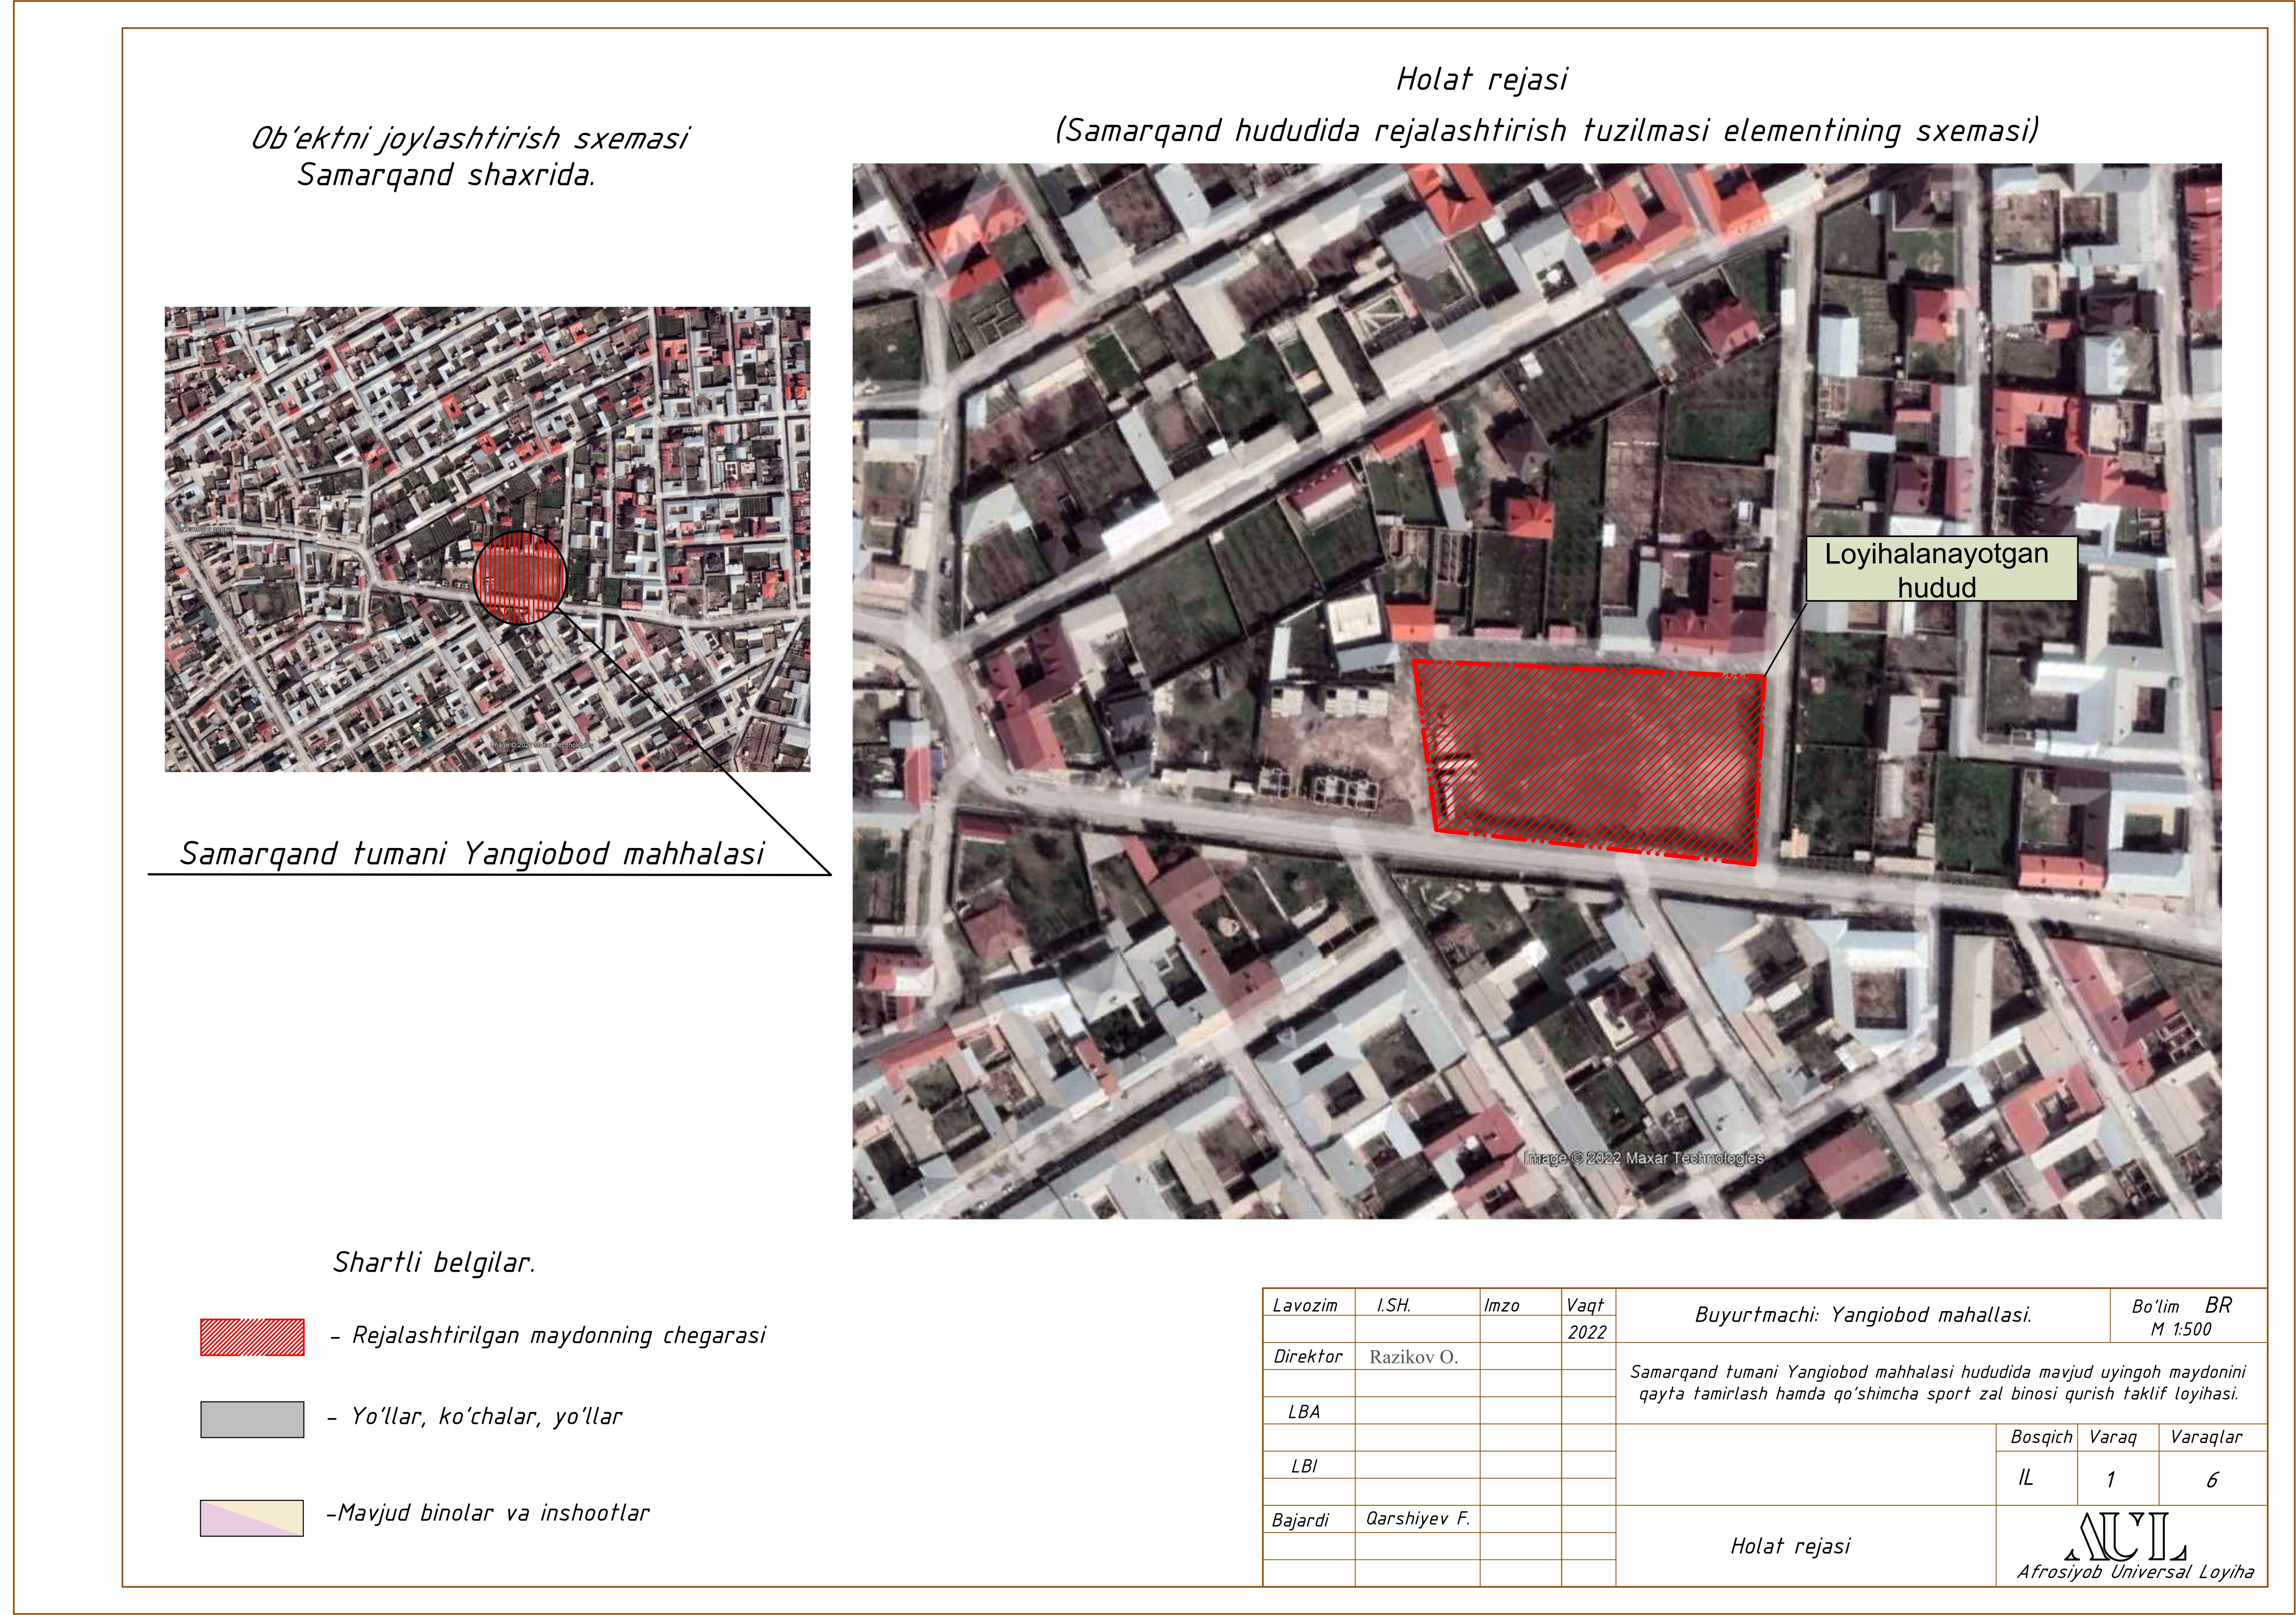 Holat rejasi
(Samarqand hududida rejalashtirish tuzilmasi elementining sxemasi)
Ob'ektni joylashtirish sxemasi
Samarqand shaxrida.
Loyihalanayotgan
hudud
Samarqand tumani Yangiobod mahhalasi
Image © 2022 Maxar Technologies
Shartli belgilar.
- Rejalashtirilgan maydonning chegarasi
- Yo'llar, ko'chalar, yo'llar
-Mavjud binolar va inshootlar
Lavozim I.SH. Imzo Vaqt
2022
Direktor Razikov O.
LBA
LBI
Bajardi Qarshiyev F.
Buyurtmachi: Yangiobod mahallasi.
Bo'lim BR
M 1:500
Samarqand tumani Yangiobod mahhalasi hududida mavjud uyingoh maydonini
qayta tamirlash hamda qo'shimcha sport zal binosi qurish taklif loyihasi.
Bosqich Varaq Varaqlar
IL 1 6
Holat rejasi
AUL
Afrosiyob Universal Loyiha